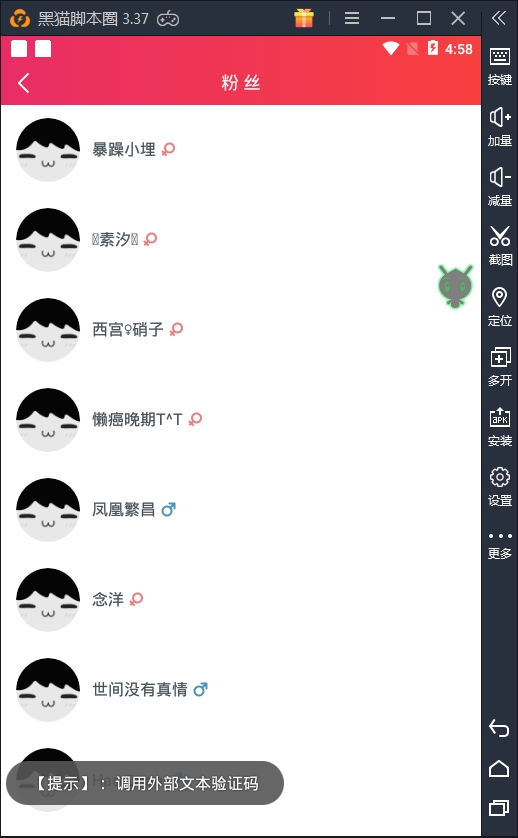 黑猫脚本圈 3.37
4:58
粉丝
暴躁小埋
素汐
西宫♀硝子
懒癌晚期T^T
凤凰繁昌
念洋
世间没有真情
【提示】：调用外部文本验证码
按键
加量
减量
截图
定位
多开
APK
安装
设置
更多